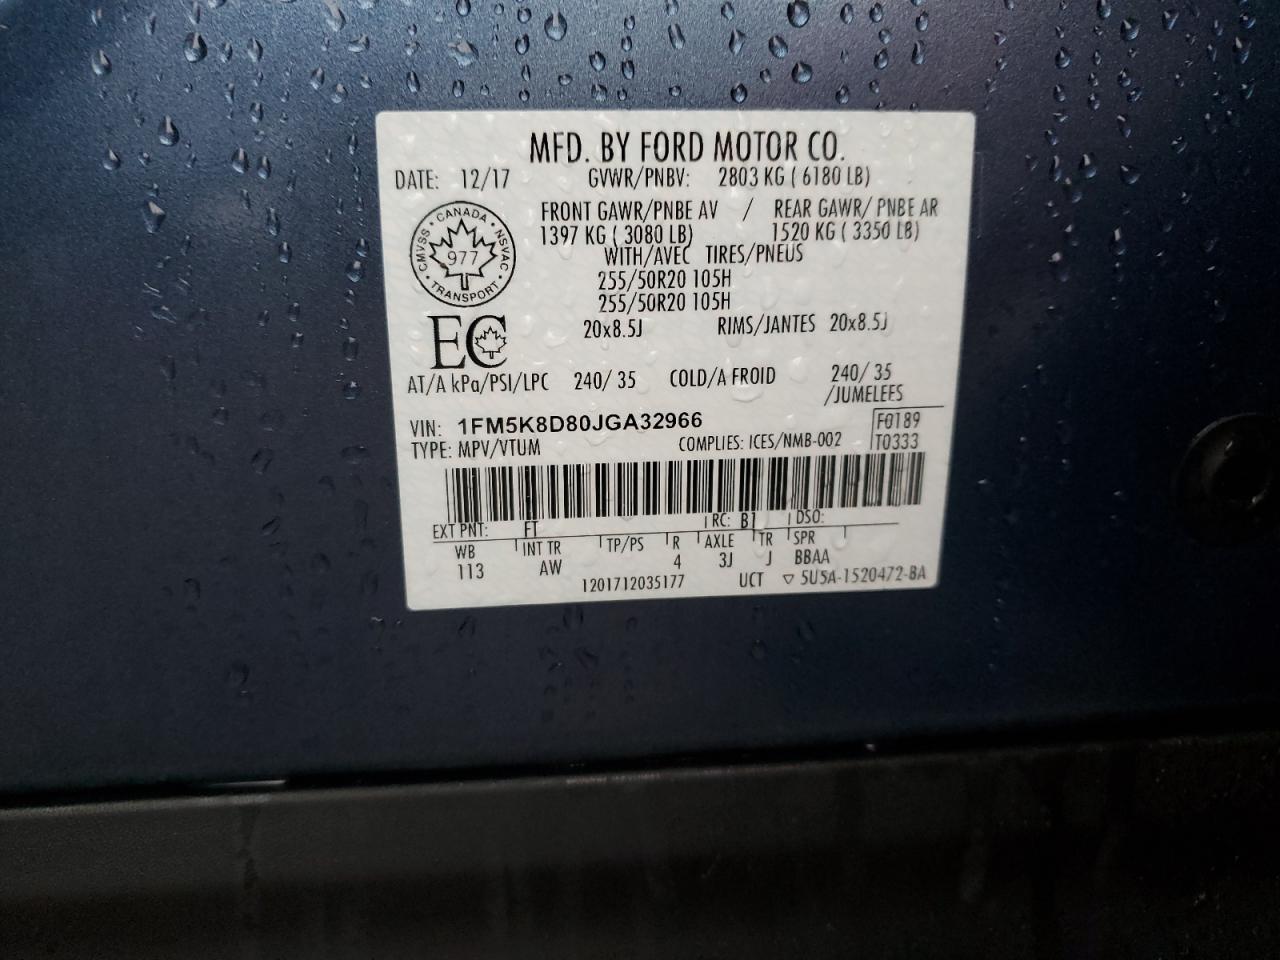 MFD. BY FORD MOTOR CO.
DATE: 12/17 GVWR/PNBV: 2803 KG ( 6180 LB)
FRONT GAWR/PNBE AV / REAR GAWR/ PNBE AR
1397 KG ( 3080 LB) 1520 KG ( 3350 LB)
WITH/AVEC TIRES/PNEUS
255/50R20 105H
255/50R20 105H
20x8.5J RIMS/JANTES 20x8.5J
CANADA
CMVSS NSVAC
977
TRANSPORT
EC
AT/A kPa/PSI/LPC 240/ 35 COLD/A FROID 240/ 35
/JUMELEES
VIN: 1FM5K8D80JGA32966 F0189
TYPE: MPV/VTUM COMPLIES: ICES/NMB-002 T0333
EXT PNT: FT RC: B1 DSO:
WB INT TR TP/PS R AXLE TR SPR
113 AW 4 3J J BBAA
1201712035177 UCT ▽ 5U5A-1520472-BA